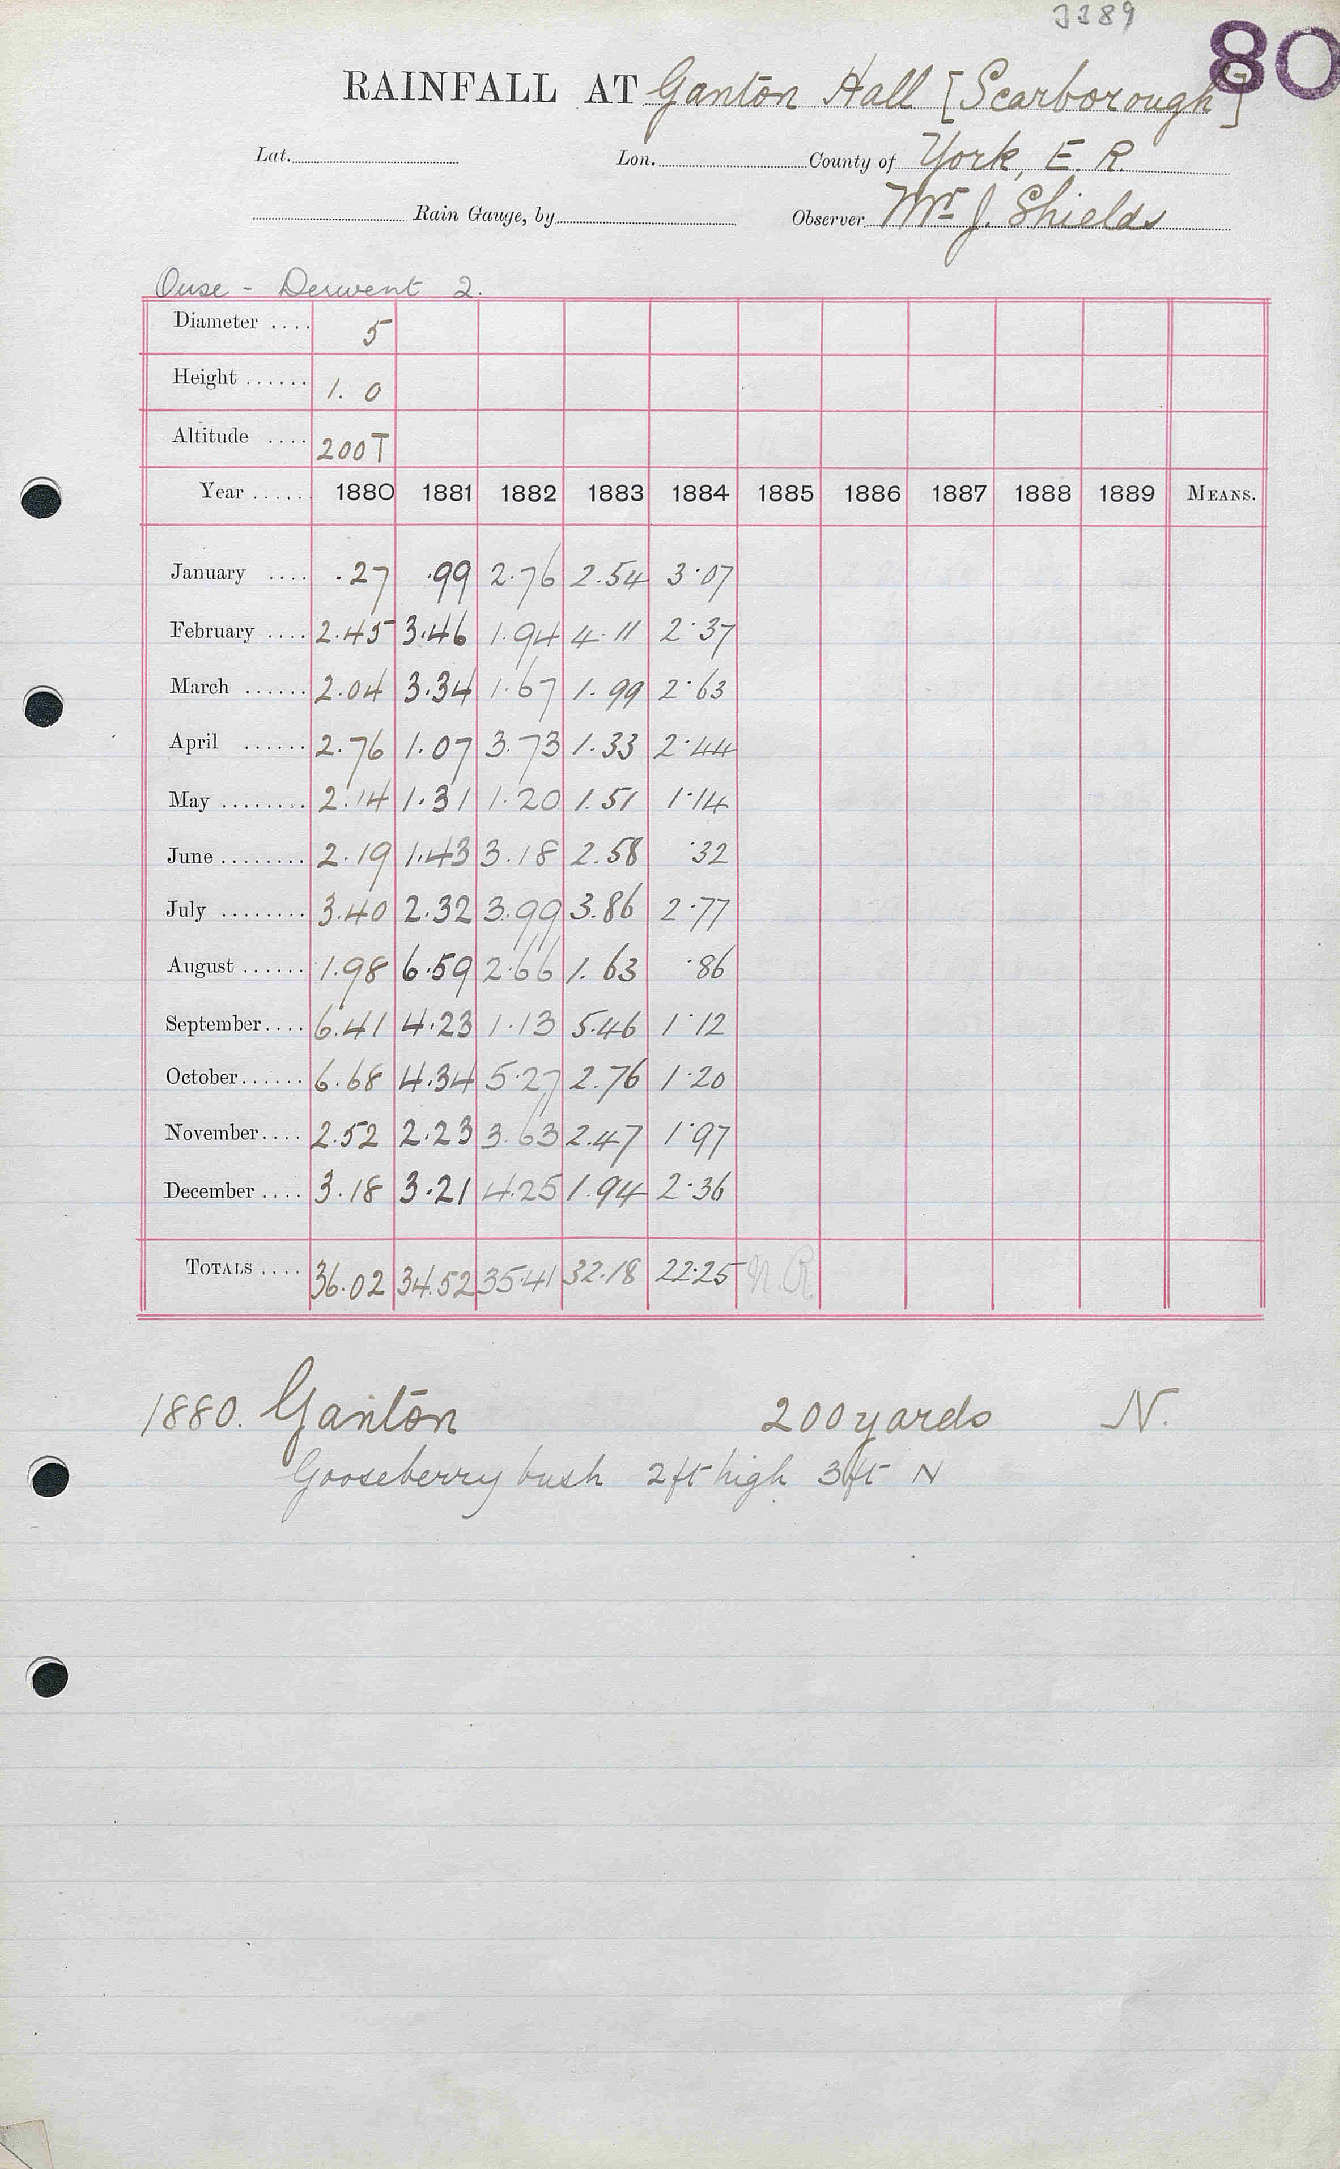 3389
80
RAINFALL AT Ganton Hall [Scarborough]
Lat. Lon. County of York, E. R.
Rain Gauge, by Observer Mr. J. Shields
Ouse - Derwent 2.
Diameter .... 5
Height ...... 1. 0
Altitude .... 200T
Year ...... 1880 1881 1882 1883 1884 1885 1886 1887 1888 1889 MEANS.
January .... .27 .99 2.76 2.54 3.07
February .... 2.45 3.46 1.94 4.11 2.37
March ...... 2.04 3.34 1.67 1.99 2.63
April ...... 2.76 1.07 3.73 1.33 2.44
May ........ 2.14 1.31 1.20 1.51 1.14
June ........ 2.19 1.43 3.18 2.58 .32
July ........ 3.40 2.32 3.99 3.86 2.77
August ...... 1.98 6.59 2.66 1.63 .86
September .... 6.41 4.23 1.13 5.46 1.12
October ...... 6.68 4.34 5.27 2.76 1.20
November .... 2.52 2.23 3.63 2.47 1.97
December .... 3.18 3.21 4.25 1.94 2.36
TOTALS .... 36.02 34.52 35.41 32.18 22.25 N R
1880. Ganton 200 yards N.
Gooseberry bush 2ft high 3ft N